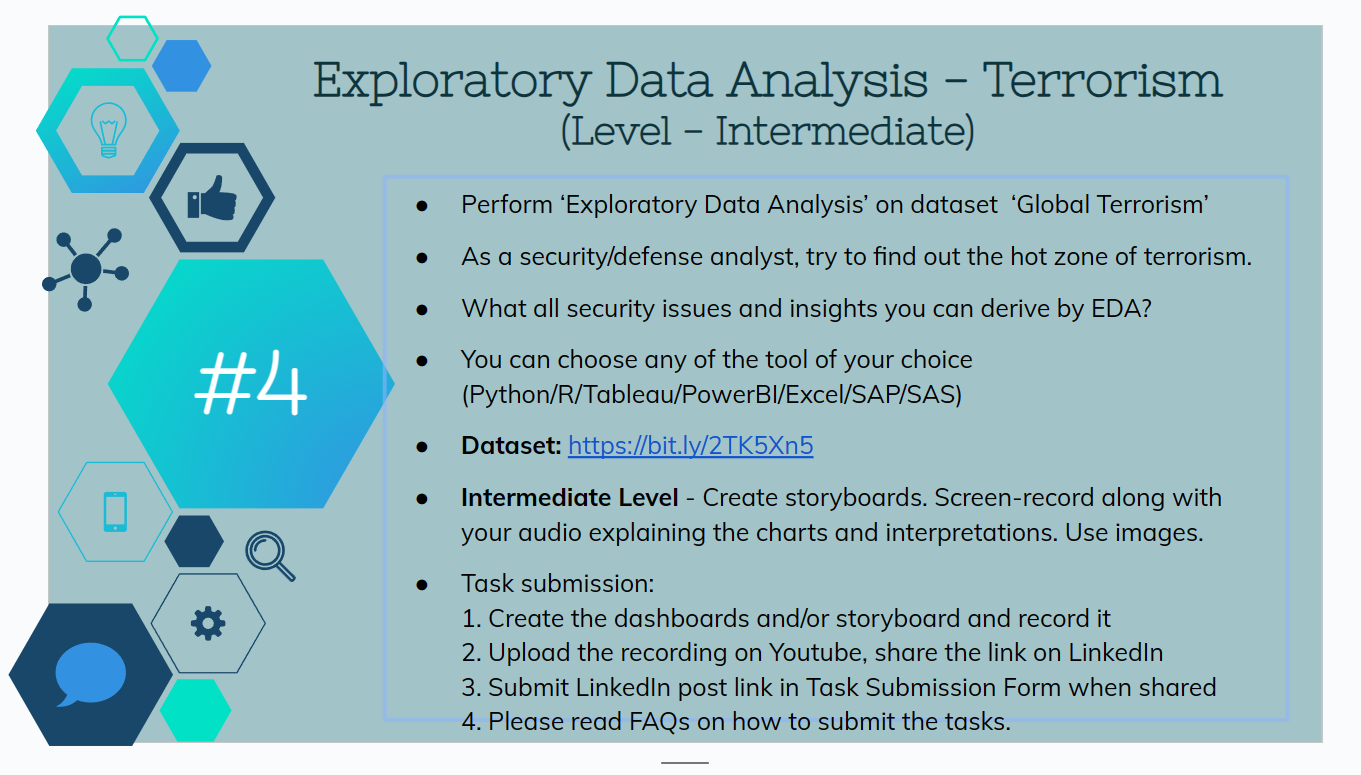 Exploratory Data Analysis – Terrorism
(Level – Intermediate)
● Perform ‘Exploratory Data Analysis’ on dataset  ‘Global Terrorism’
● As a security/defense analyst, try to find out the hot zone of terrorism.
● What all security issues and insights you can derive by EDA?
● You can choose any of the tool of your choice
(Python/R/Tableau/PowerBI/Excel/SAP/SAS)
● Dataset: https://bit.ly/2TK5Xn5
● Intermediate Level - Create storyboards. Screen-record along with
your audio explaining the charts and interpretations. Use images.
● Task submission:
1. Create the dashboards and/or storyboard and record it
2. Upload the recording on Youtube, share the link on LinkedIn
3. Submit LinkedIn post link in Task Submission Form when shared
4. Please read FAQs on how to submit the tasks.
#4